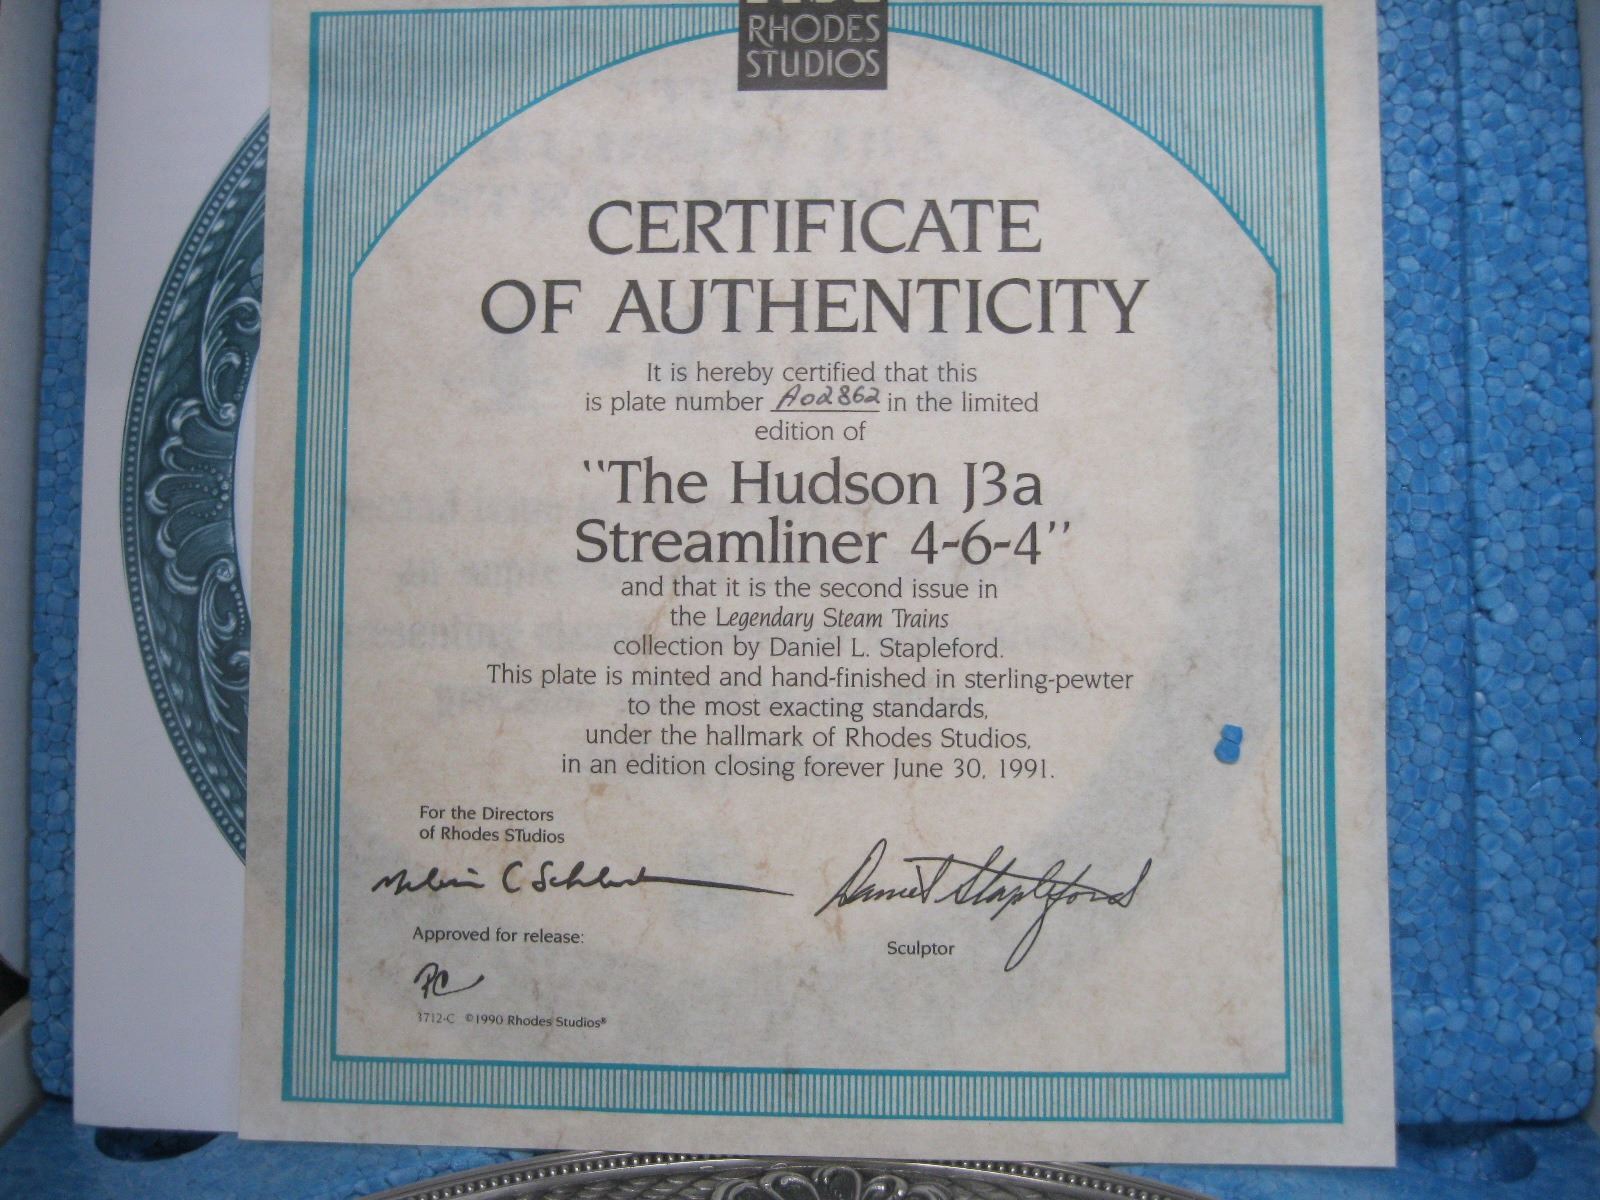 RHODES
STUDIOS
CERTIFICATE
OF AUTHENTICITY
It is hereby certified that this
is plate number A02862 in the limited
edition of
"The Hudson J3a
Streamliner 4-6-4"
and that it is the second issue in
the Legendary Steam Trains
collection by Daniel L. Stapleford.
This plate is minted and hand-finished in sterling-pewter
to the most exacting standards,
under the hallmark of Rhodes Studios,
in an edition closing forever June 30, 1991.
For the Directors
of Rhodes STudios
C
Daniel Stapleford
Approved for release:
Sculptor
3712-C ©1990 Rhodes Studios®